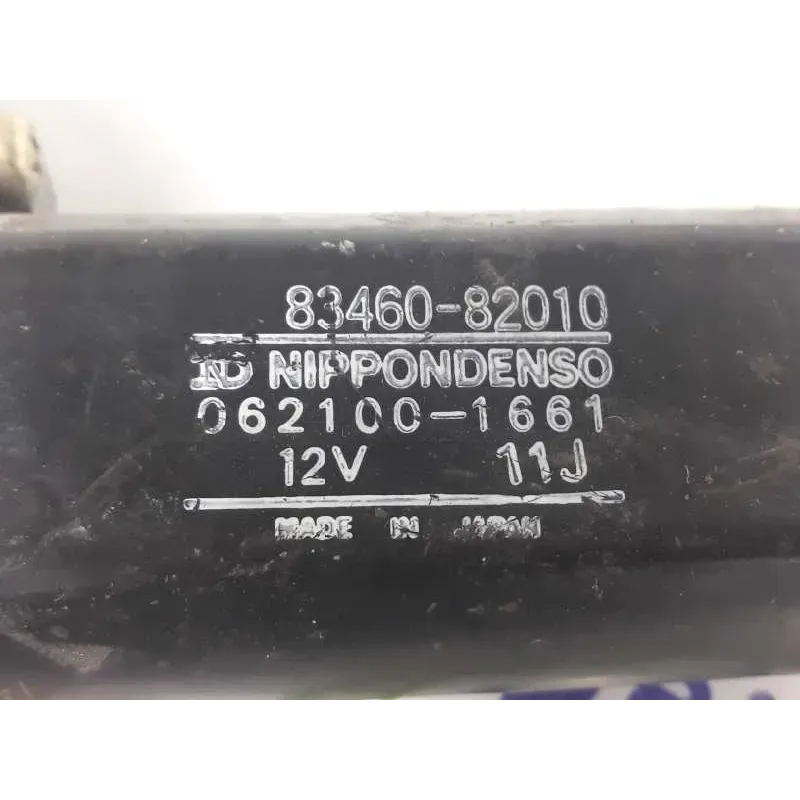 83460-82010
ND NIPPONDENSO
062100-1661
12V 11J
MADE IN JAPAN